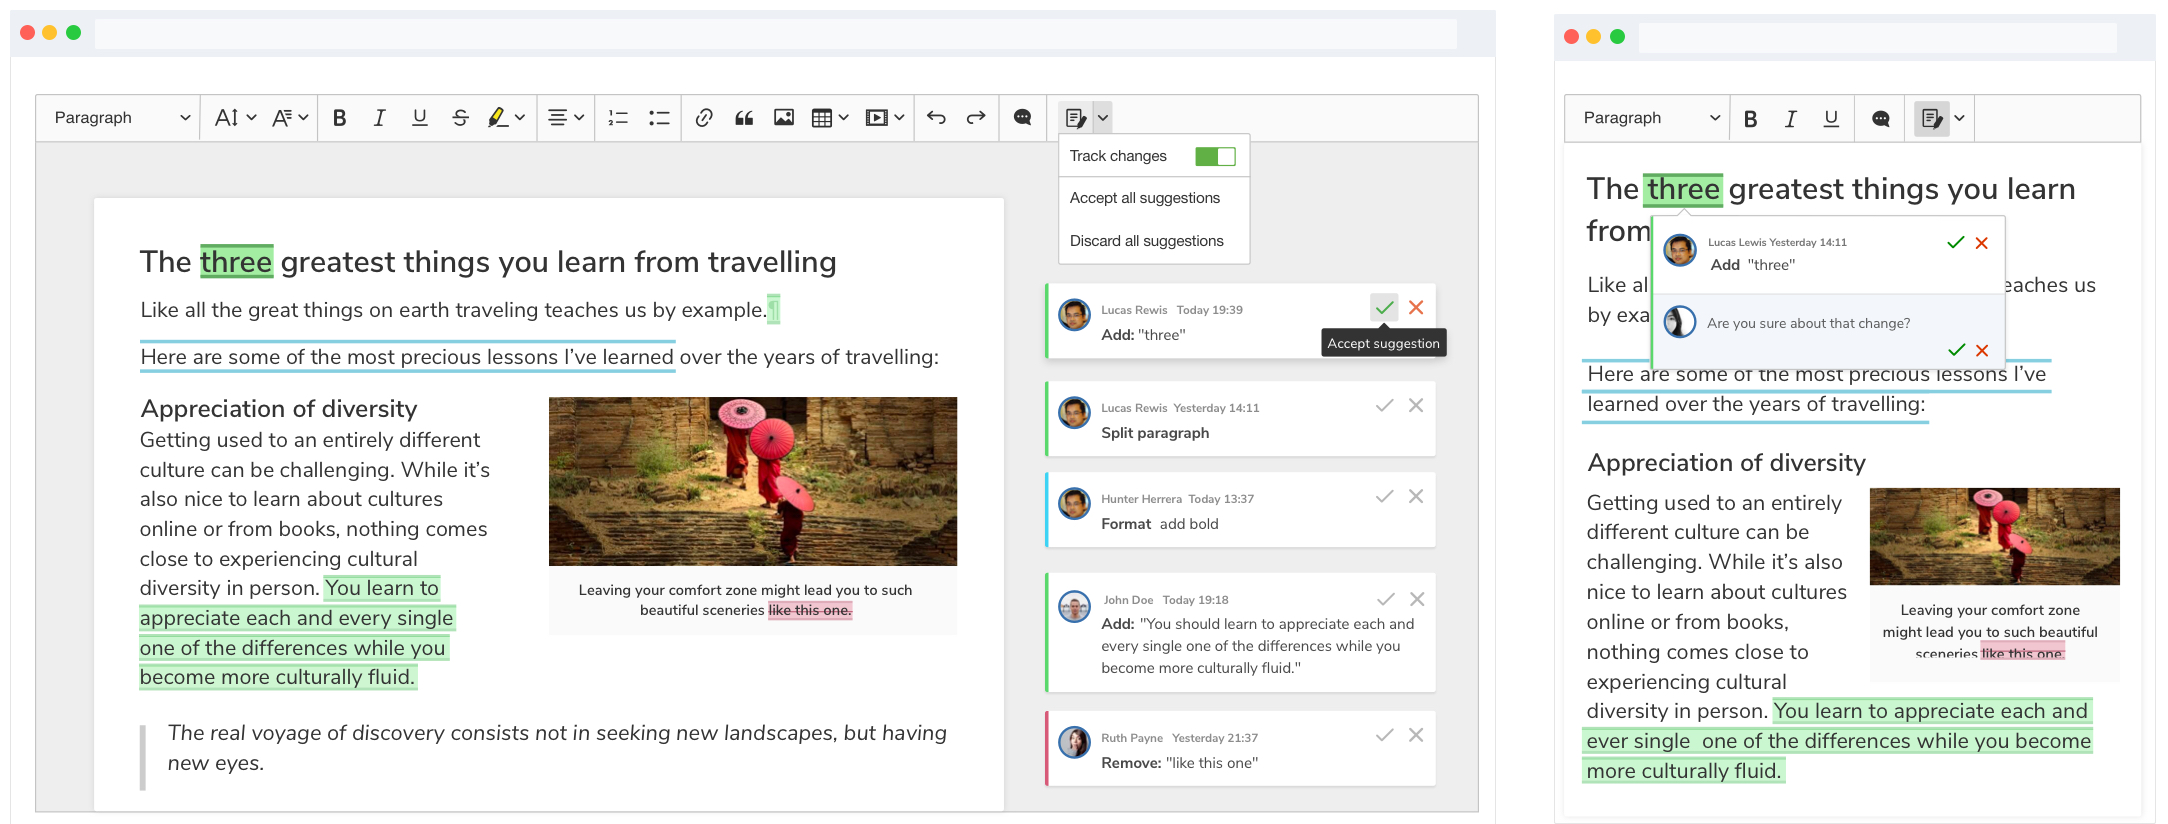 Paragraph
B I U S
Track changes
Accept all suggestions
Discard all suggestions
The three greatest things you learn from travelling
Like all the great things on earth traveling teaches us by example.¶
Here are some of the most precious lessons I’ve learned over the years of travelling:
Appreciation of diversity
Getting used to an entirely different
culture can be challenging. While it’s
also nice to learn about cultures
online or from books, nothing comes
close to experiencing cultural
diversity in person. You learn to
appreciate each and every single
one of the differences while you
become more culturally fluid.
Leaving your comfort zone might lead you to such
beautiful sceneries like this one.
The real voyage of discovery consists not in seeking new landscapes, but having
new eyes.
Lucas Rewis Today 19:39
Add: "three"
Accept suggestion
Lucas Rewis Yesterday 14:11
Split paragraph
Hunter Herrera Today 13:37
Format add bold
John Doe Today 19:18
Add: "You should learn to appreciate each and
every single one of the differences while you
become more culturally fluid."
Ruth Payne Yesterday 21:37
Remove: "like this one"
Paragraph
B I U
The three greatest things you learn
from
Lucas Lewis Yesterday 14:11
Add "three"
Are you sure about that change?
Like al eaches us
by exa
Here are some of the most precious lessons I’ve
learned over the years of travelling:
Appreciation of diversity
Getting used to an entirely
different culture can be
challenging. While it’s also
nice to learn about cultures
online or from books,
nothing comes close to
experiencing cultural
diversity in person. You learn to appreciate each and
ever single one of the differences while you become
more culturally fluid.
Leaving your comfort zone
might lead you to such beautiful
sceneries like this one.